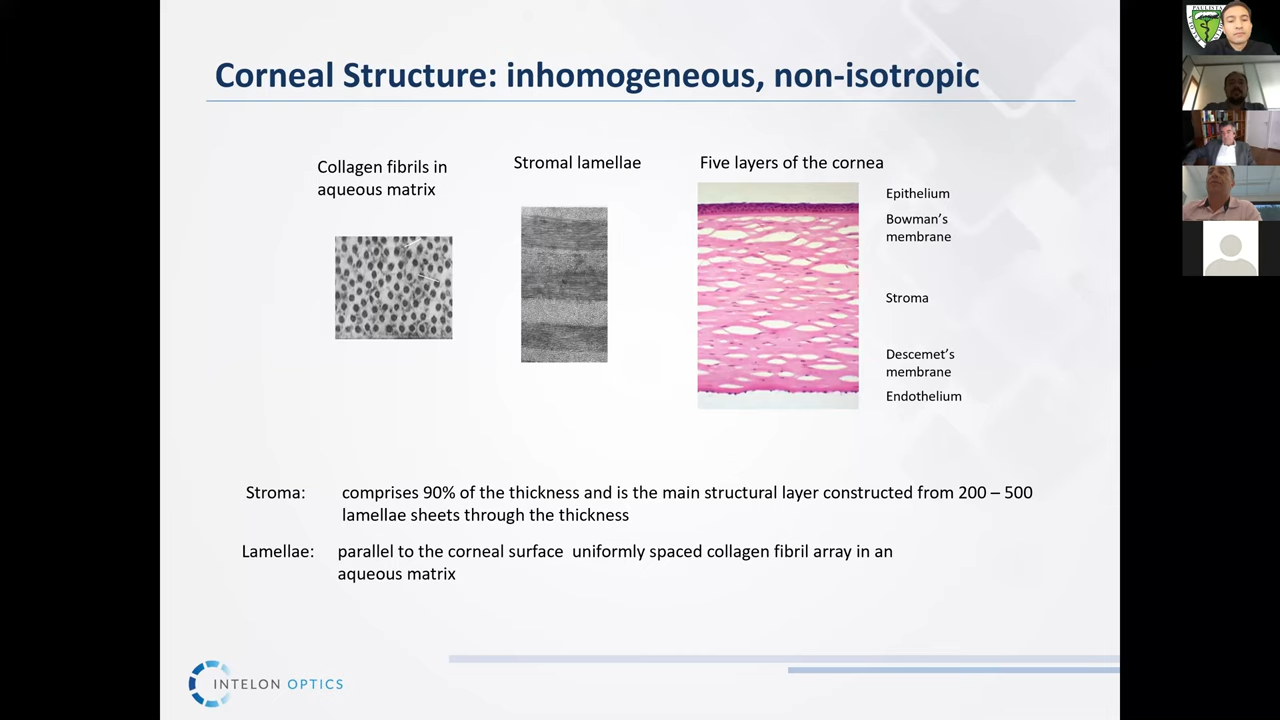 Corneal Structure: inhomogeneous, non-isotropic
Collagen fibrils in
aqueous matrix
Stromal lamellae
Five layers of the cornea
Epithelium
Bowman's
membrane
Stroma
Descemet's
membrane
Endothelium
Stroma: comprises 90% of the thickness and is the main structural layer constructed from 200 – 500
lamellae sheets through the thickness
Lamellae: parallel to the corneal surface uniformly spaced collagen fibril array in an
aqueous matrix
INTELON OPTICS
PAULISTA